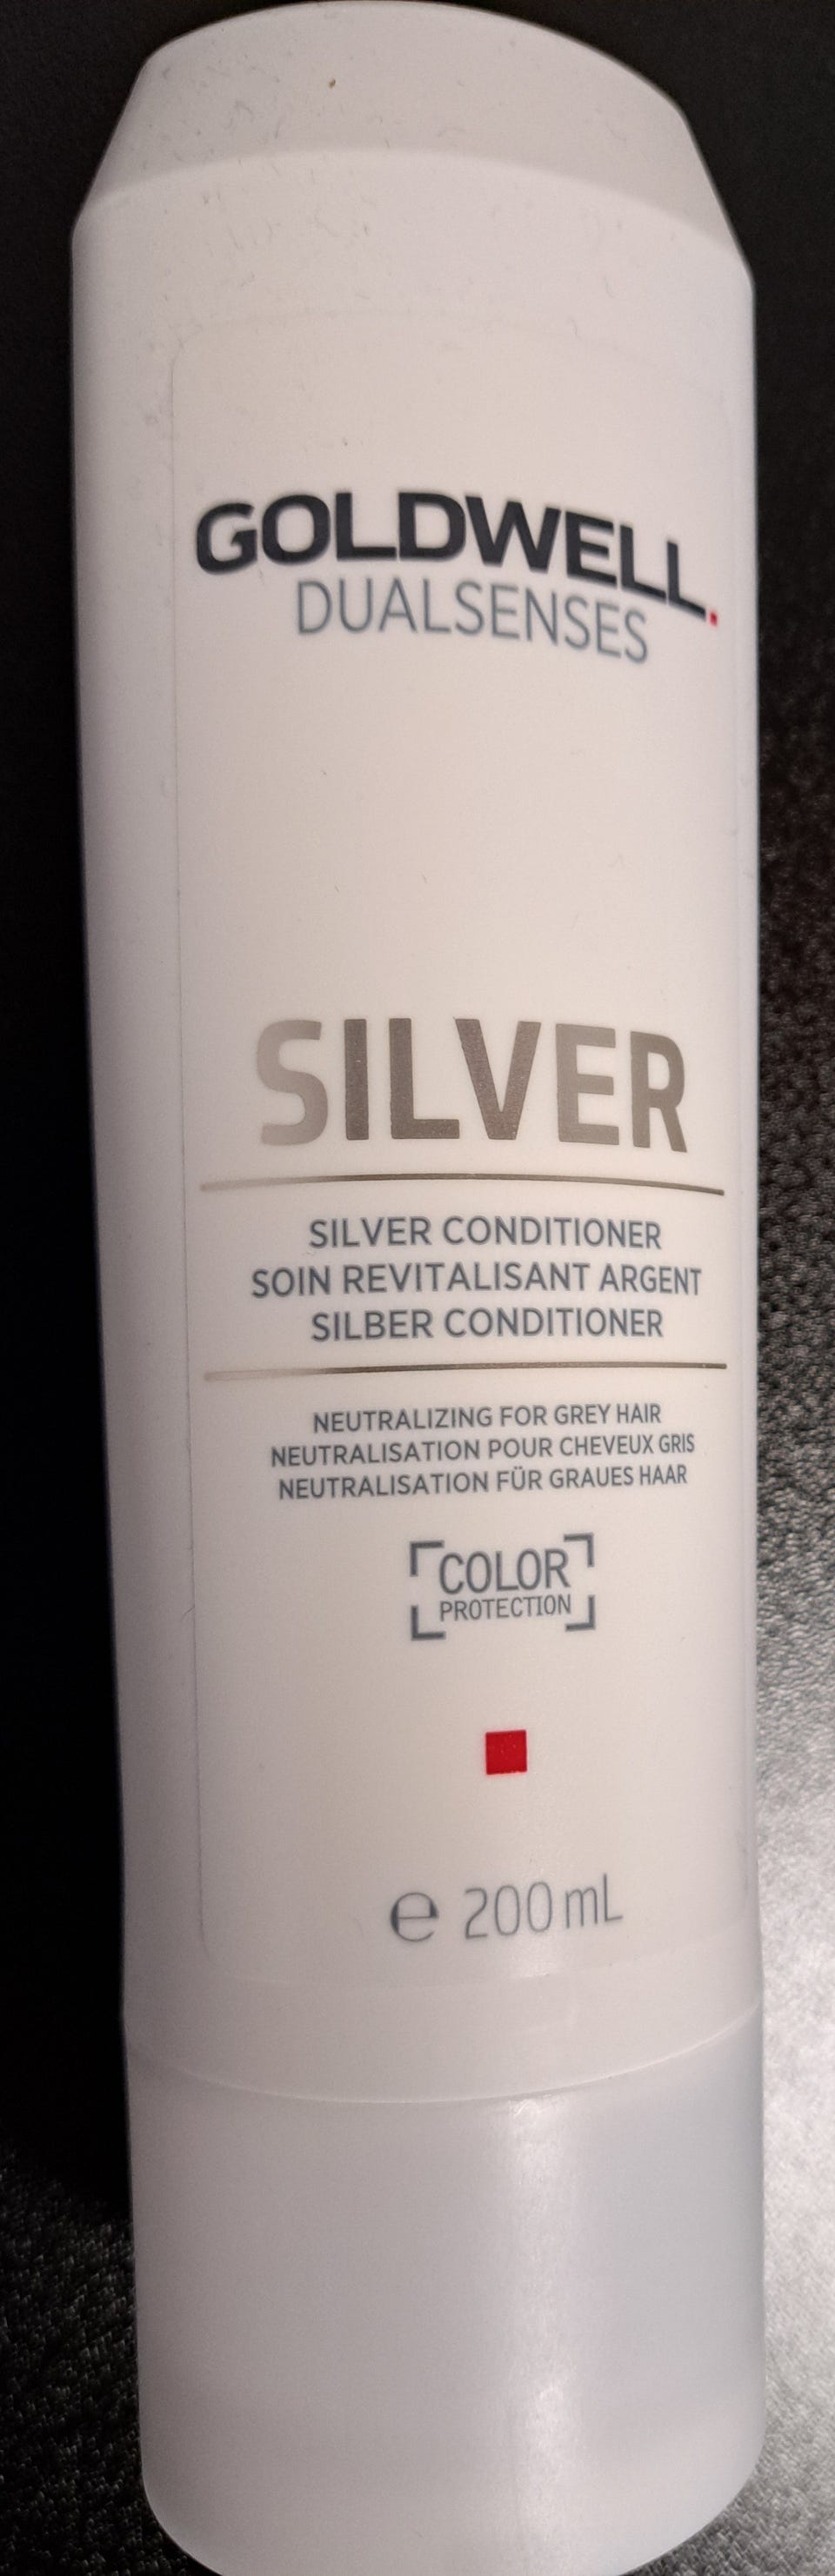 GOLDWELL.
DUALSENSES
SILVER
SILVER CONDITIONER
SOIN REVITALISANT ARGENT
SILBER CONDITIONER
NEUTRALIZING FOR GREY HAIR
NEUTRALISATION POUR CHEVEUX GRIS
NEUTRALISATION FÜR GRAUES HAAR
COLOR
PROTECTION
℮ 200 mL